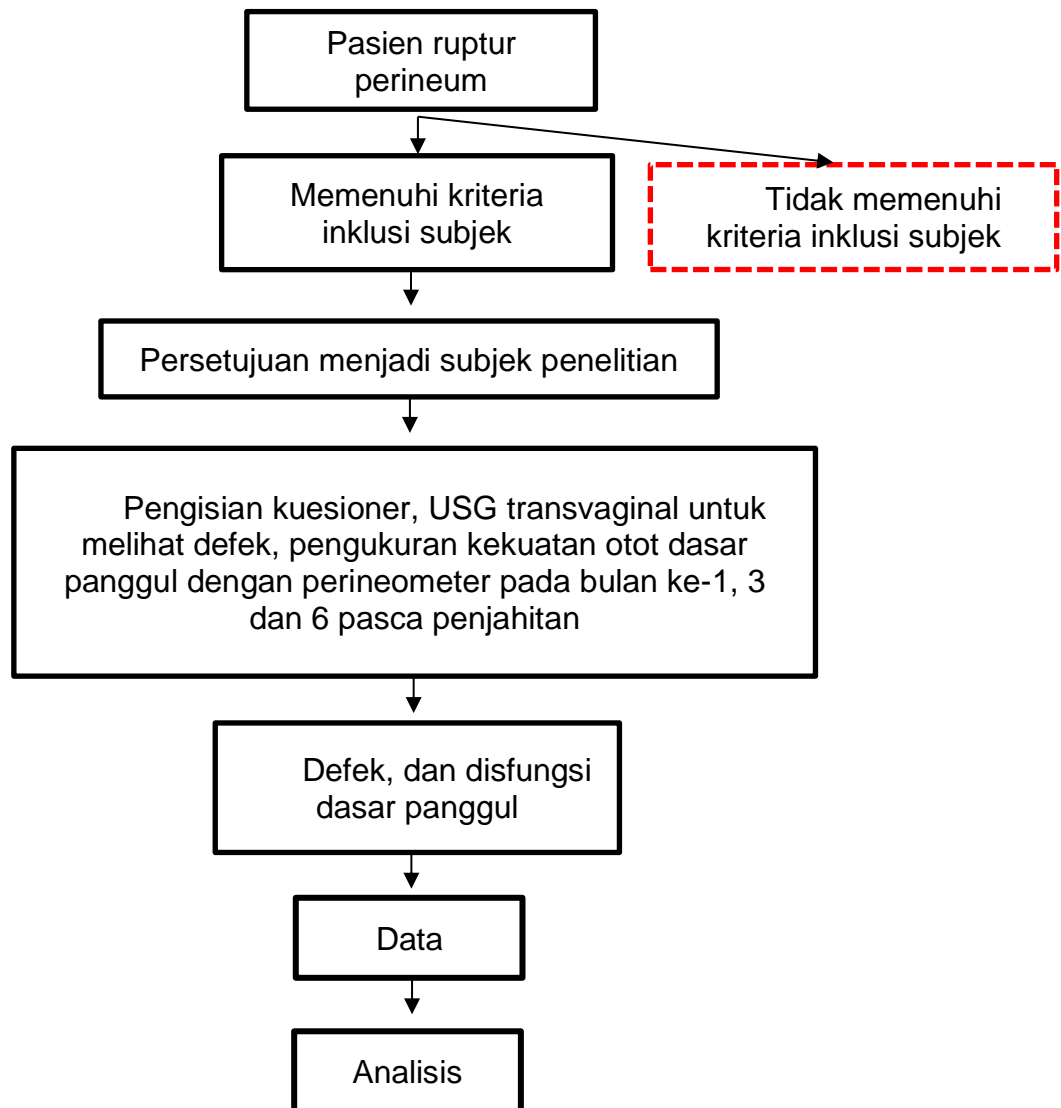 Pasien ruptur
perineum
Memenuhi kriteria
inklusi subjek
Tidak memenuhi
kriteria inklusi subjek
Persetujuan menjadi subjek penelitian
Pengisian kuesioner, USG transvaginal untuk
melihat defek, pengukuran kekuatan otot dasar
panggul dengan perineometer pada bulan ke-1, 3
dan 6 pasca penjahitan
Defek, dan disfungsi
dasar panggul
Data
Analisis